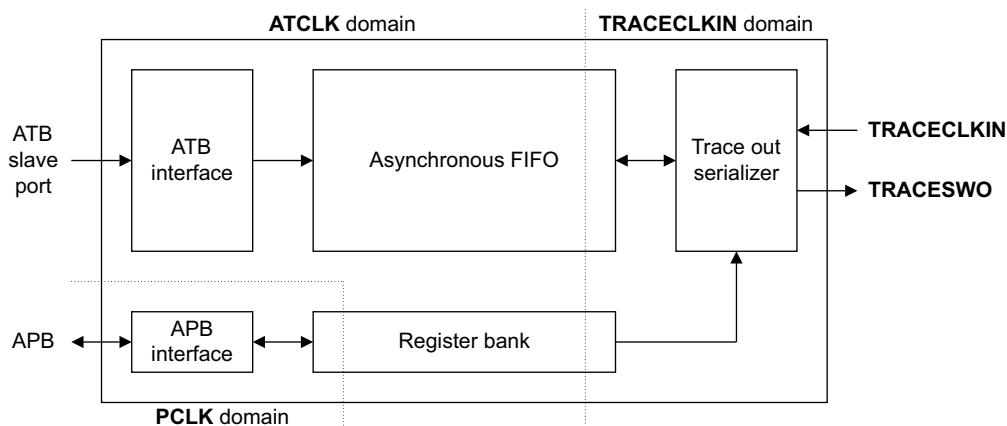 ATCLK domain
TRACECLKIN domain
ATB
slave
port
ATB
interface
Asynchronous FIFO
Trace out
serializer
TRACECLKIN
TRACESWO
APB
APB
interface
Register bank
PCLK domain